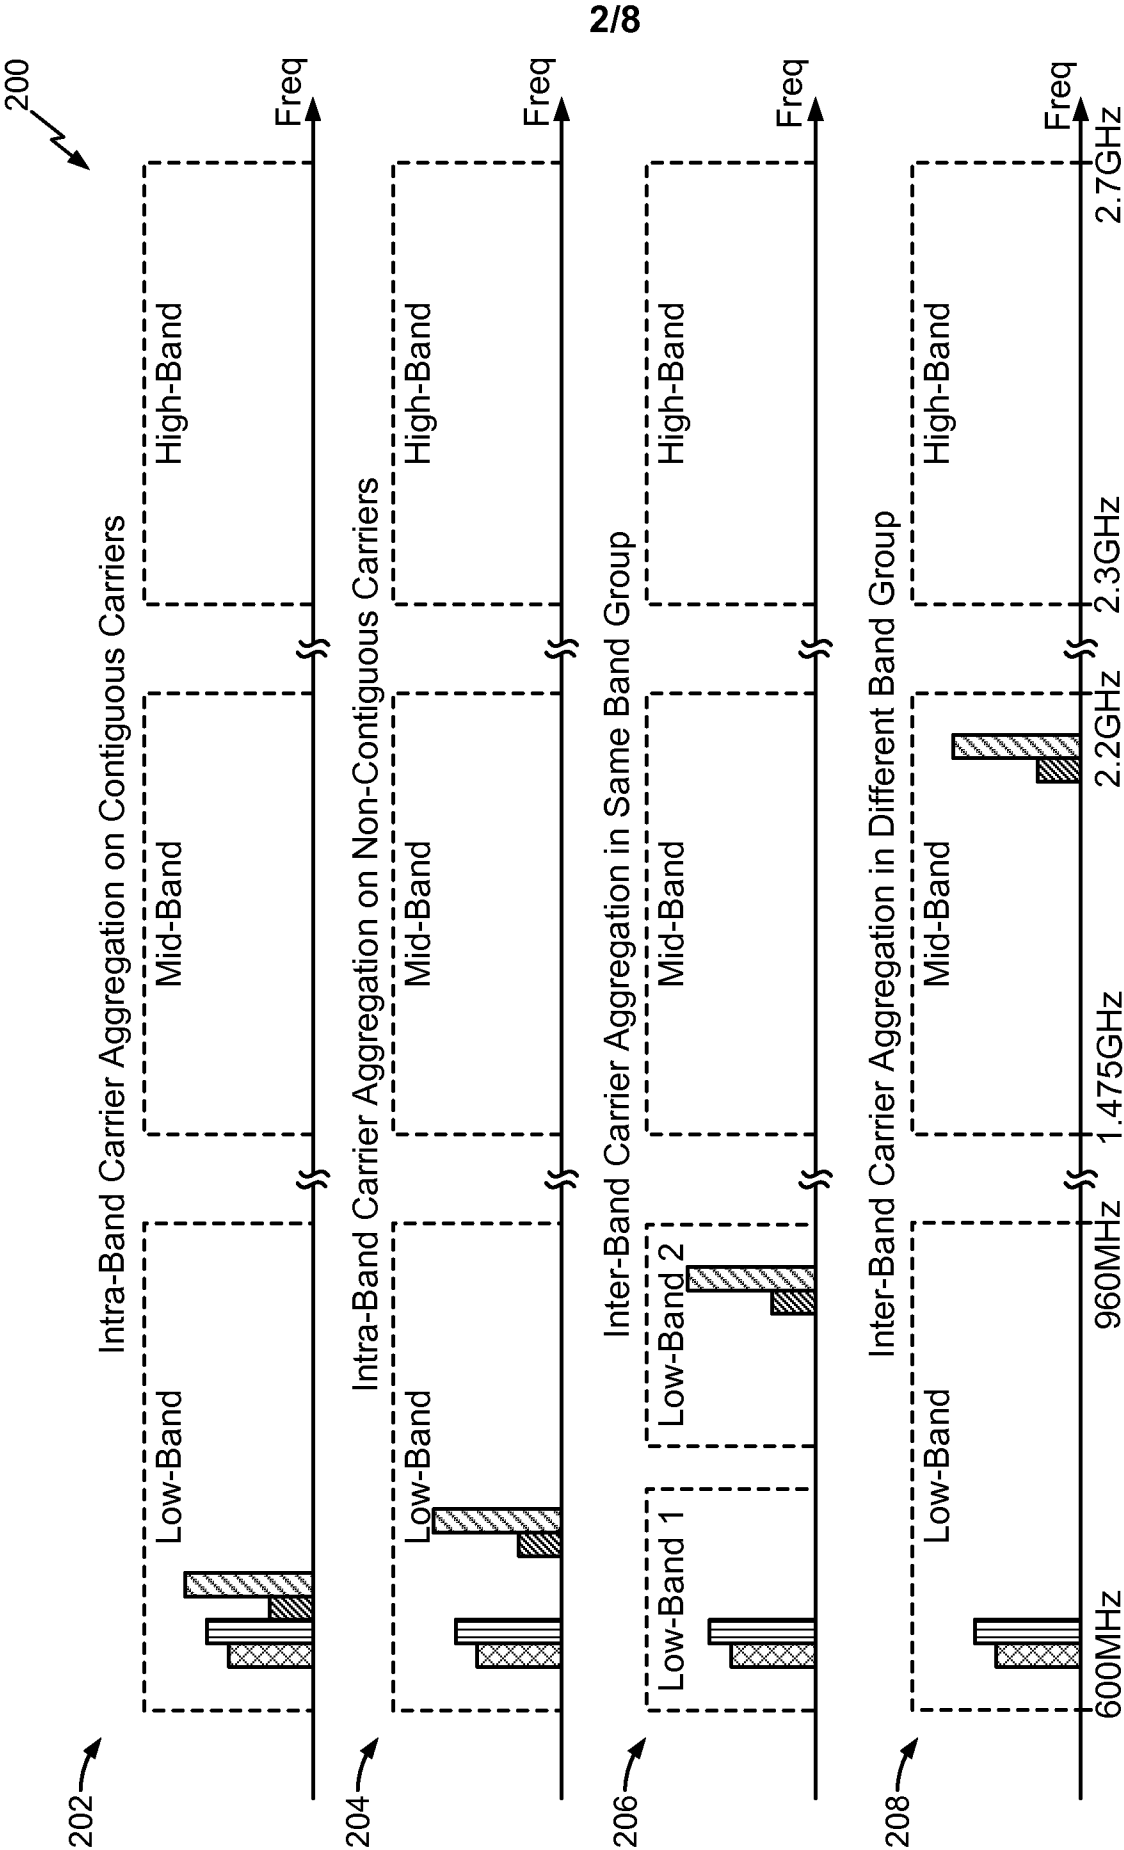 2/8
200
202
Intra-Band Carrier Aggregation on Contiguous Carriers
Low-Band
Mid-Band
High-Band
Freq
204
Intra-Band Carrier Aggregation on Non-Contiguous Carriers
Low-Band
Mid-Band
High-Band
Freq
206
Inter-Band Carrier Aggregation in Same Band Group
Low-Band 1
Low-Band 2
Mid-Band
High-Band
Freq
208
Inter-Band Carrier Aggregation in Different Band Group
Low-Band
Mid-Band
High-Band
Freq
600MHz
960MHz
1.475GHz
2.2GHz
2.3GHz
2.7GHz